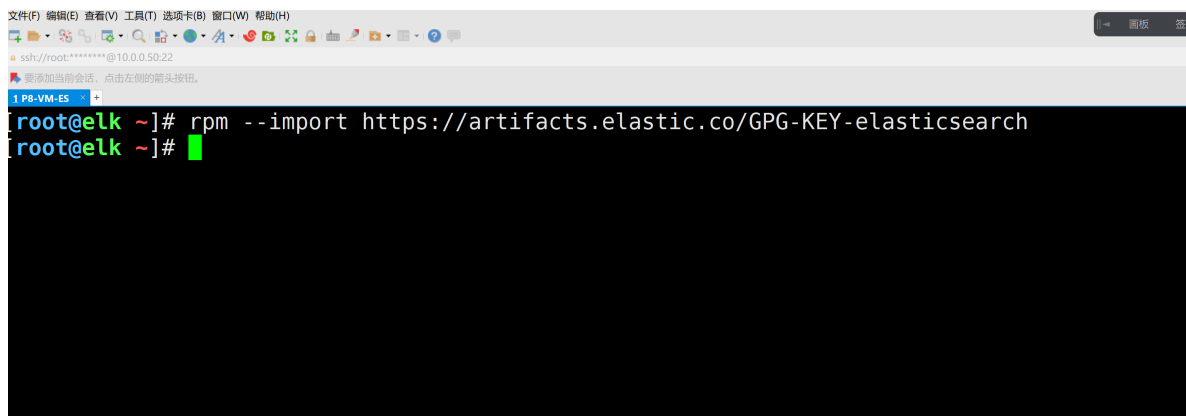 文件(F) 编辑(E) 查看(V) 工具(T) 选项卡(B) 窗口(W) 帮助(H)
画板 签
ssh://root:********@10.0.0.50:22
要添加当前会话，点击左侧的箭头按钮。
1 P8-VM-ES × +
[root@elk ~]# rpm --import https://artifacts.elastic.co/GPG-KEY-elasticsearch
[root@elk ~]#